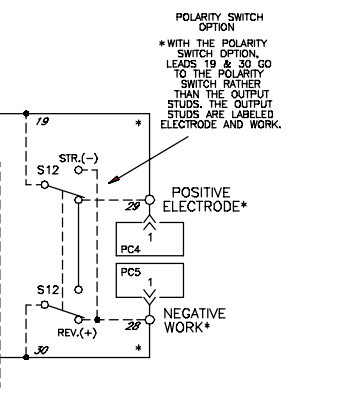 POLARITY SWITCH
OPTION
*WITH THE POLARITY
SWITCH OPTION,
LEADS 19 & 30 GO
TO THE POLARITY
SWITCH RATHER
THAN THE OUTPUT
STUDS. THE OUTPUT
STUDS ARE LABELED
ELECTRODE AND WORK.
19
*
STR.(-)
S12
POSITIVE
ELECTRODE*
29
1
PC4
PC5
1
S12
NEGATIVE
WORK*
28
REV.(+)
30
*